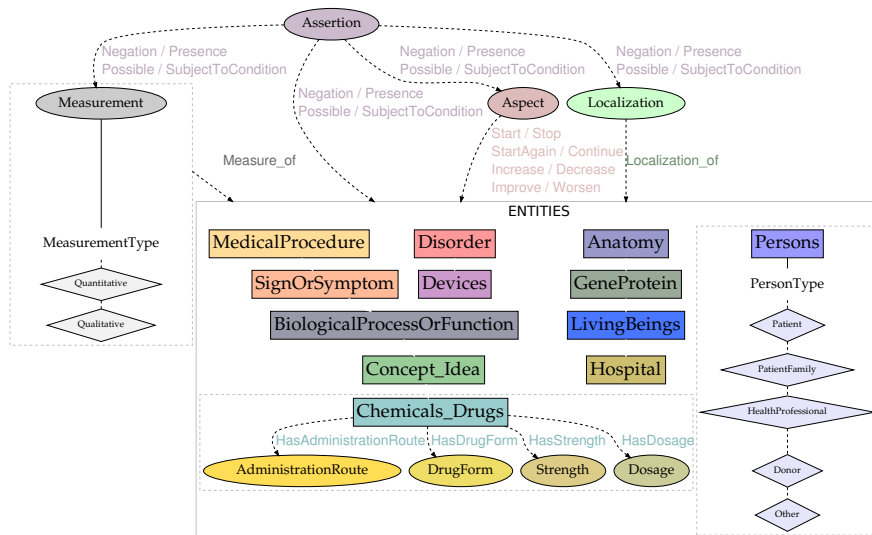 Assertion
Negation / Presence
Possible / SubjectToCondition
Negation / Presence
Possible / SubjectToCondition
Negation / Presence
Possible / SubjectToCondition
Measurement
Negation / Presence
Possible / SubjectToCondition
Aspect
Localization
Start / Stop
StartAgain / Continue
Increase / Decrease
Improve / Worsen
Measure_of
Localization_of
ENTITIES
MeasurementType
Quantitative
Qualitative
MedicalProcedure
Disorder
Anatomy
Persons
SignOrSymptom
Devices
GeneProtein
PersonType
BiologicalProcessOrFunction
LivingBeings
Patient
Concept_Idea
Hospital
PatientFamily
Chemicals_Drugs
HealthProfessional
HasAdministrationRoute
HasDrugForm
HasStrength
HasDosage
AdministrationRoute
DrugForm
Strength
Dosage
Donor
Other